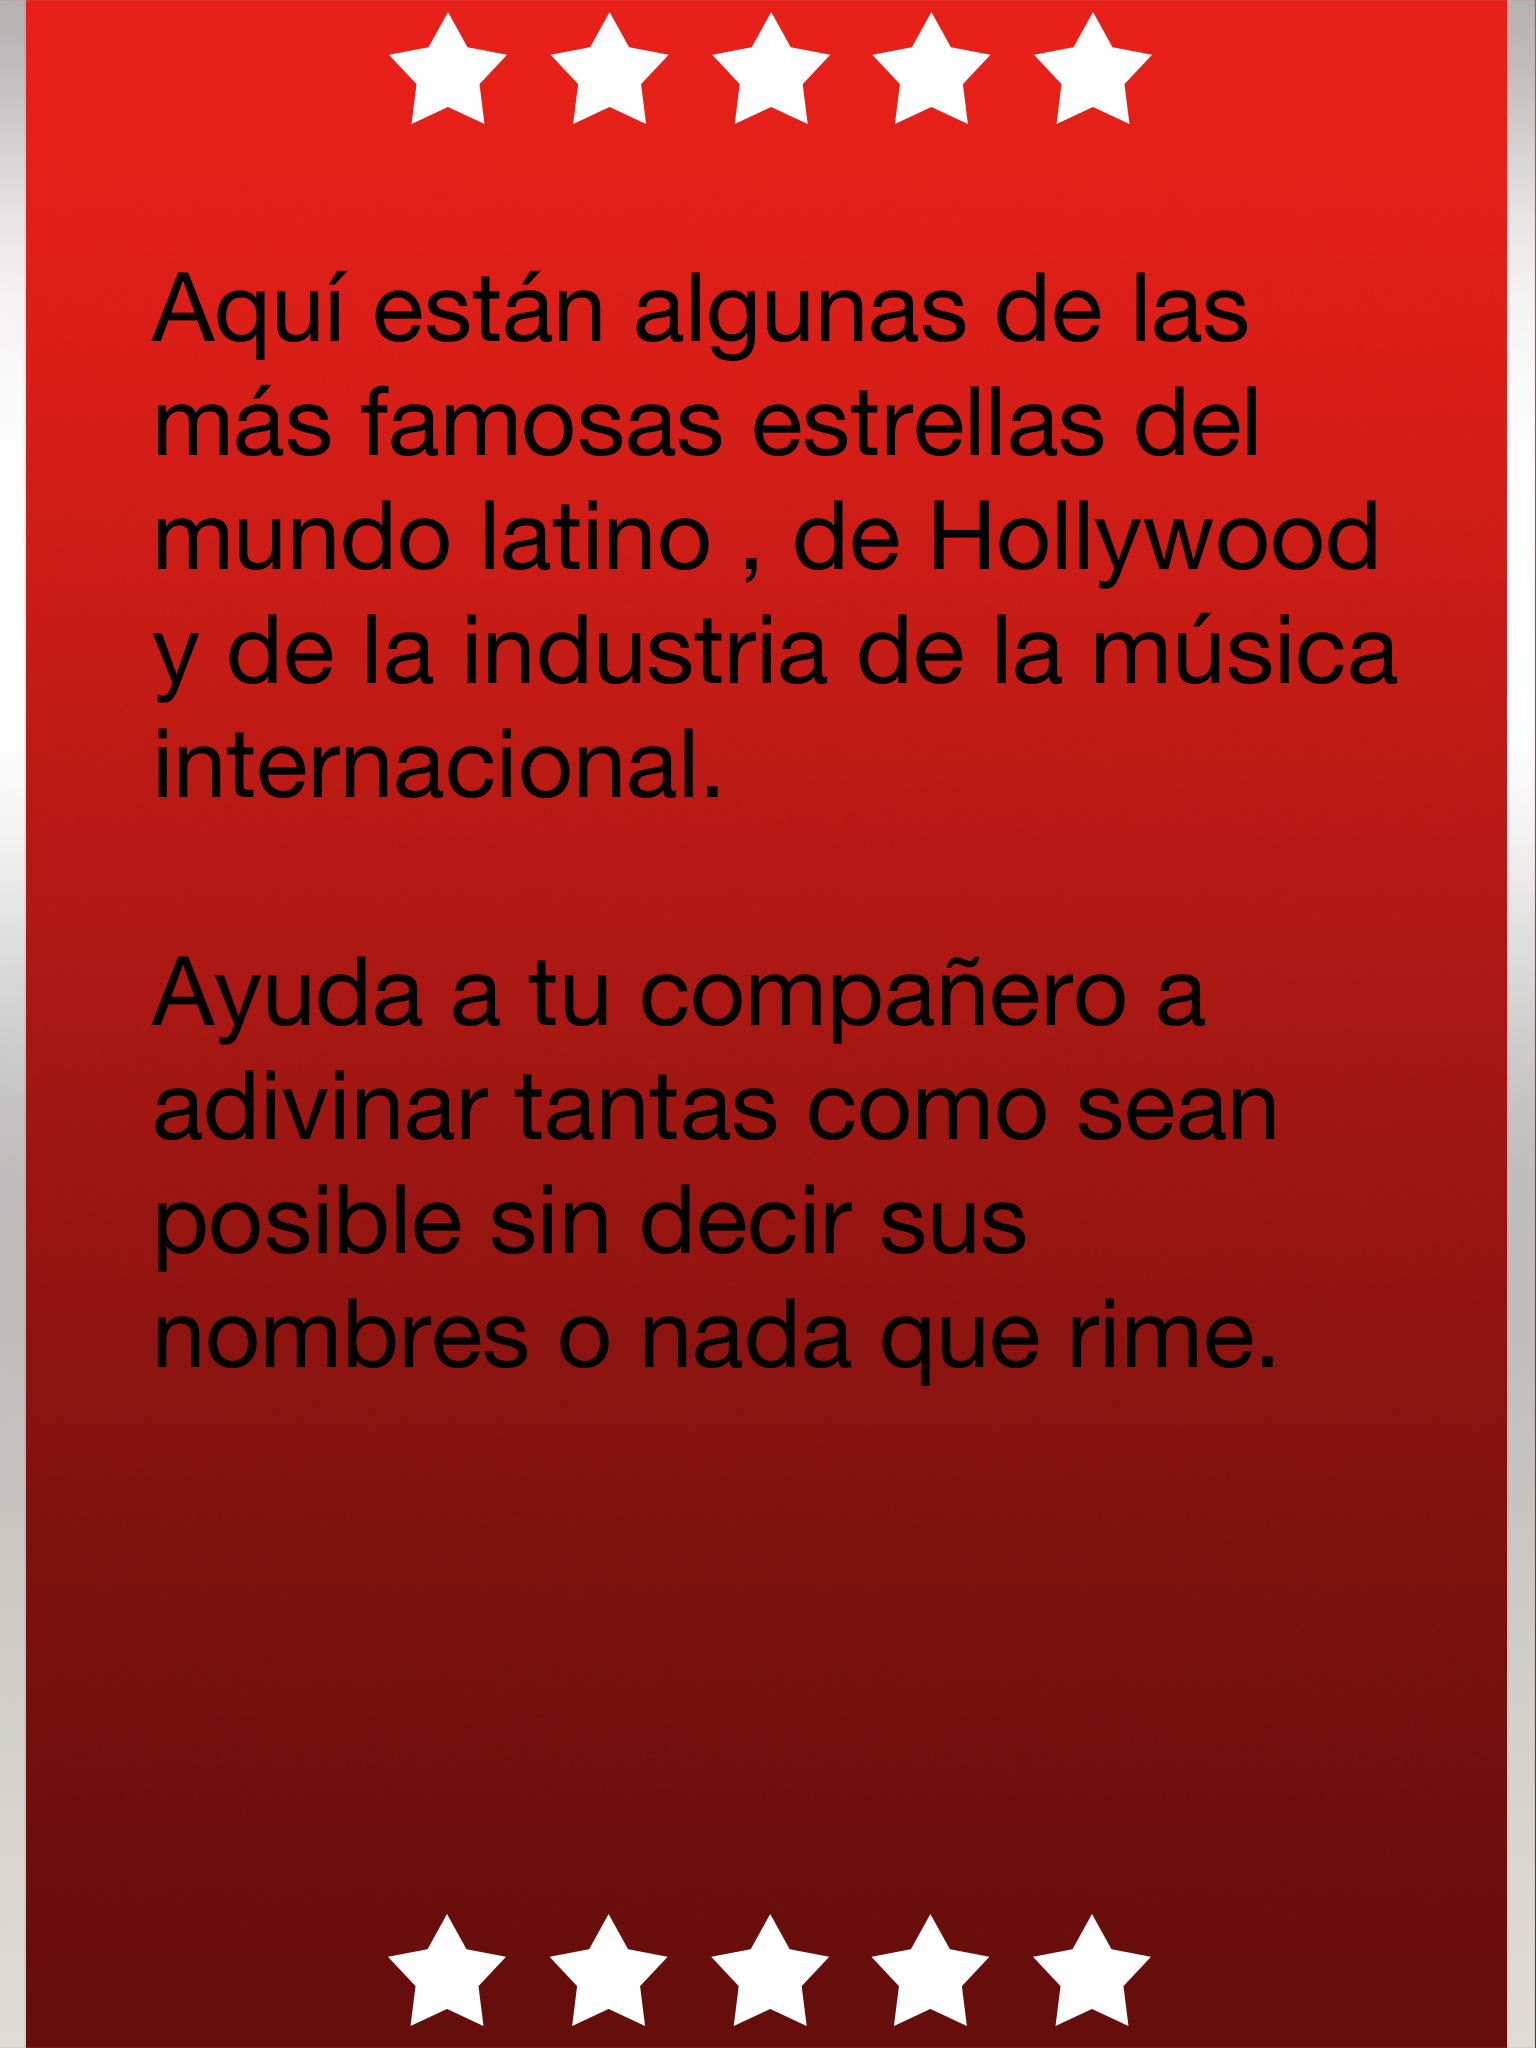 Aquí están algunas de las
más famosas estrellas del
mundo latino , de Hollywood
y de la industria de la música
internacional.
Ayuda a tu compañero a
adivinar tantas como sean
posible sin decir sus
nombres o nada que rime.